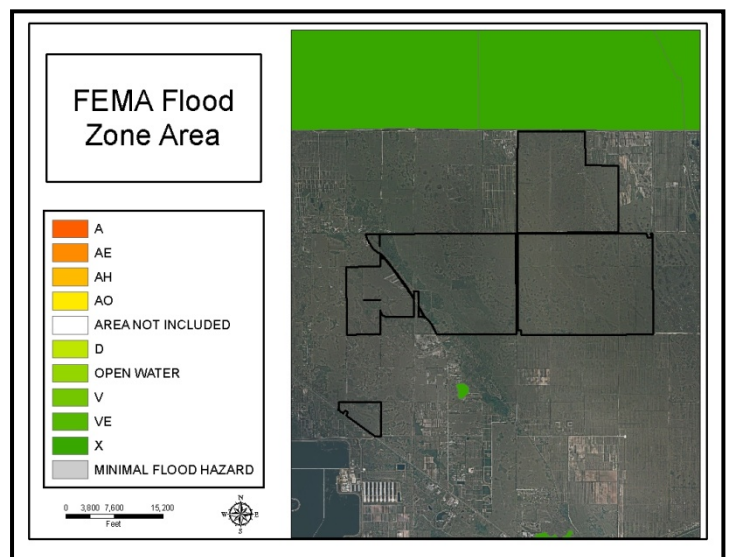 FEMA Flood
Zone Area
A
AE
AH
AO
AREA NOT INCLUDED
D
OPEN WATER
V
VE
X
MINIMAL FLOOD HAZARD
0 3,800 7,600 15,200
Feet
N
W E
S